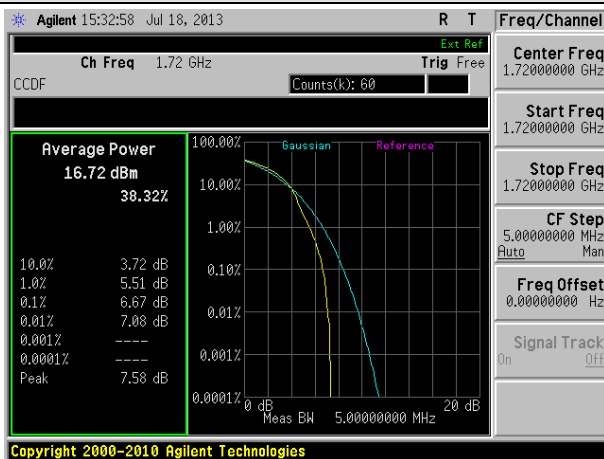 Agilent 15:32:58 Jul 18, 2013 R T
Freq/Channel
Ext Ref
Ch Freq 1.72 GHz Trig Free
CCDF Counts(k): 60
Center Freq
1.72000000 GHz
Start Freq
1.72000000 GHz
Stop Freq
1.72000000 GHz
CF Step
5.00000000 MHz
Auto Man
Freq Offset
0.00000000 Hz
Signal Track
On Off
Average Power
16.72 dBm
38.32%
10.0% 3.72 dB
1.0% 5.51 dB
0.1% 6.67 dB
0.01% 7.08 dB
0.001% ----
0.0001% ----
Peak 7.58 dB
Gaussian Reference
100.00%
10.00%
1.00%
0.10%
0.01%
0.001%
0.0001%
0 dB 20 dB
Meas BW 5.00000000 MHz
Copyright 2000-2010 Agilent Technologies